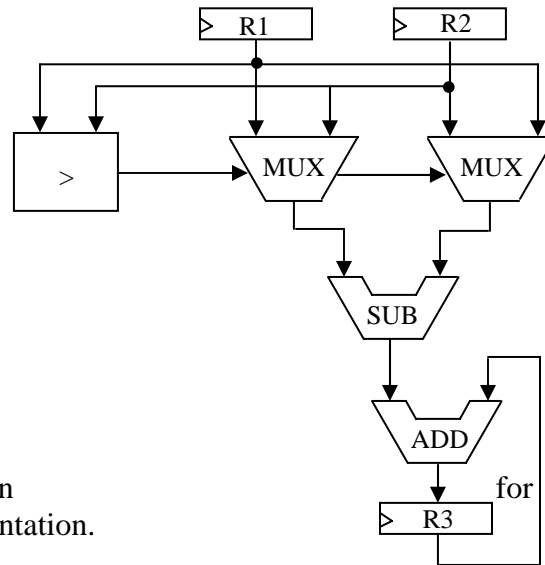 R1 R2
> MUX MUX
SUB
ADD
n for
ntation. R3